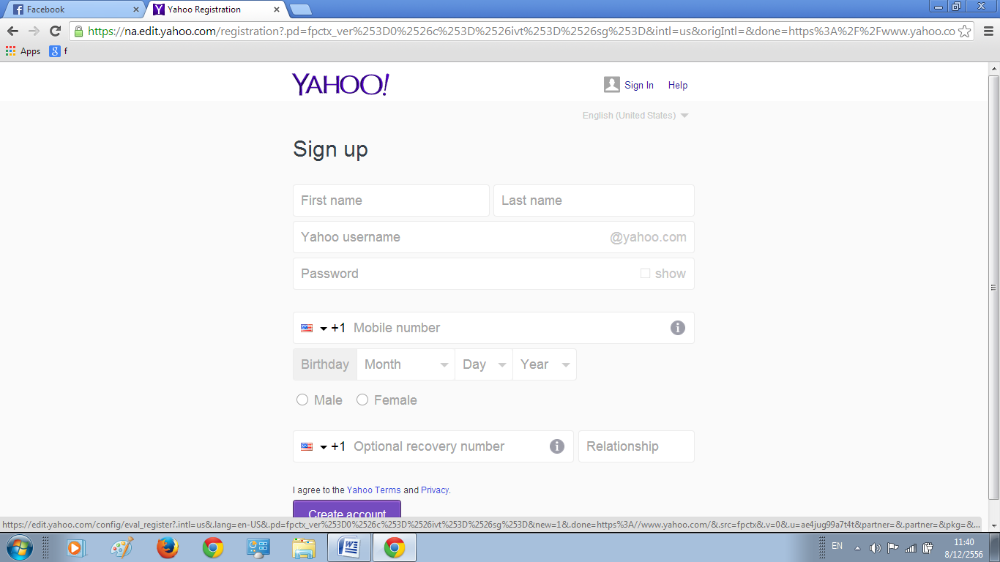 Facebook
Yahoo Registration
https://na.edit.yahoo.com/registration?.pd=fpctx_ver%253D0%2526c%253D%2526ivt%253D%2526sg%253D&intl=us&origIntl=&done=https%3A%2F%2Fwww.yahoo.co
Apps
f
YAHOO!
Sign In
Help
English (United States)
Sign up
First name
Last name
Yahoo username
@yahoo.com
Password
show
+1 Mobile number
Birthday
Month
Day
Year
Male
Female
+1 Optional recovery number
Relationship
I agree to the Yahoo Terms and Privacy.
Create account
https://edit.yahoo.com/config/eval_register?.intl=us&.lang=en-US&.pd=fpctx_ver%253D0%2526c%253D%2526ivt%253D%2526sg%253D&new=1&.done=https%3A//www.yahoo.com/&.src=fpctx&.v=0&.u=ae4jug99a7t4t&partner=&.partner=&pkg=&...
EN
11:40
8/12/2556